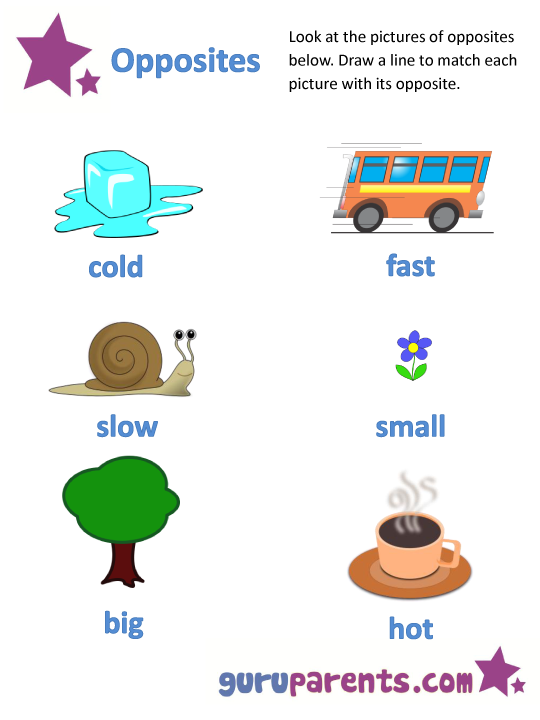 Opposites
Look at the pictures of opposites
below. Draw a line to match each
picture with its opposite.
cold
fast
slow
small
big
hot
guruparents.com